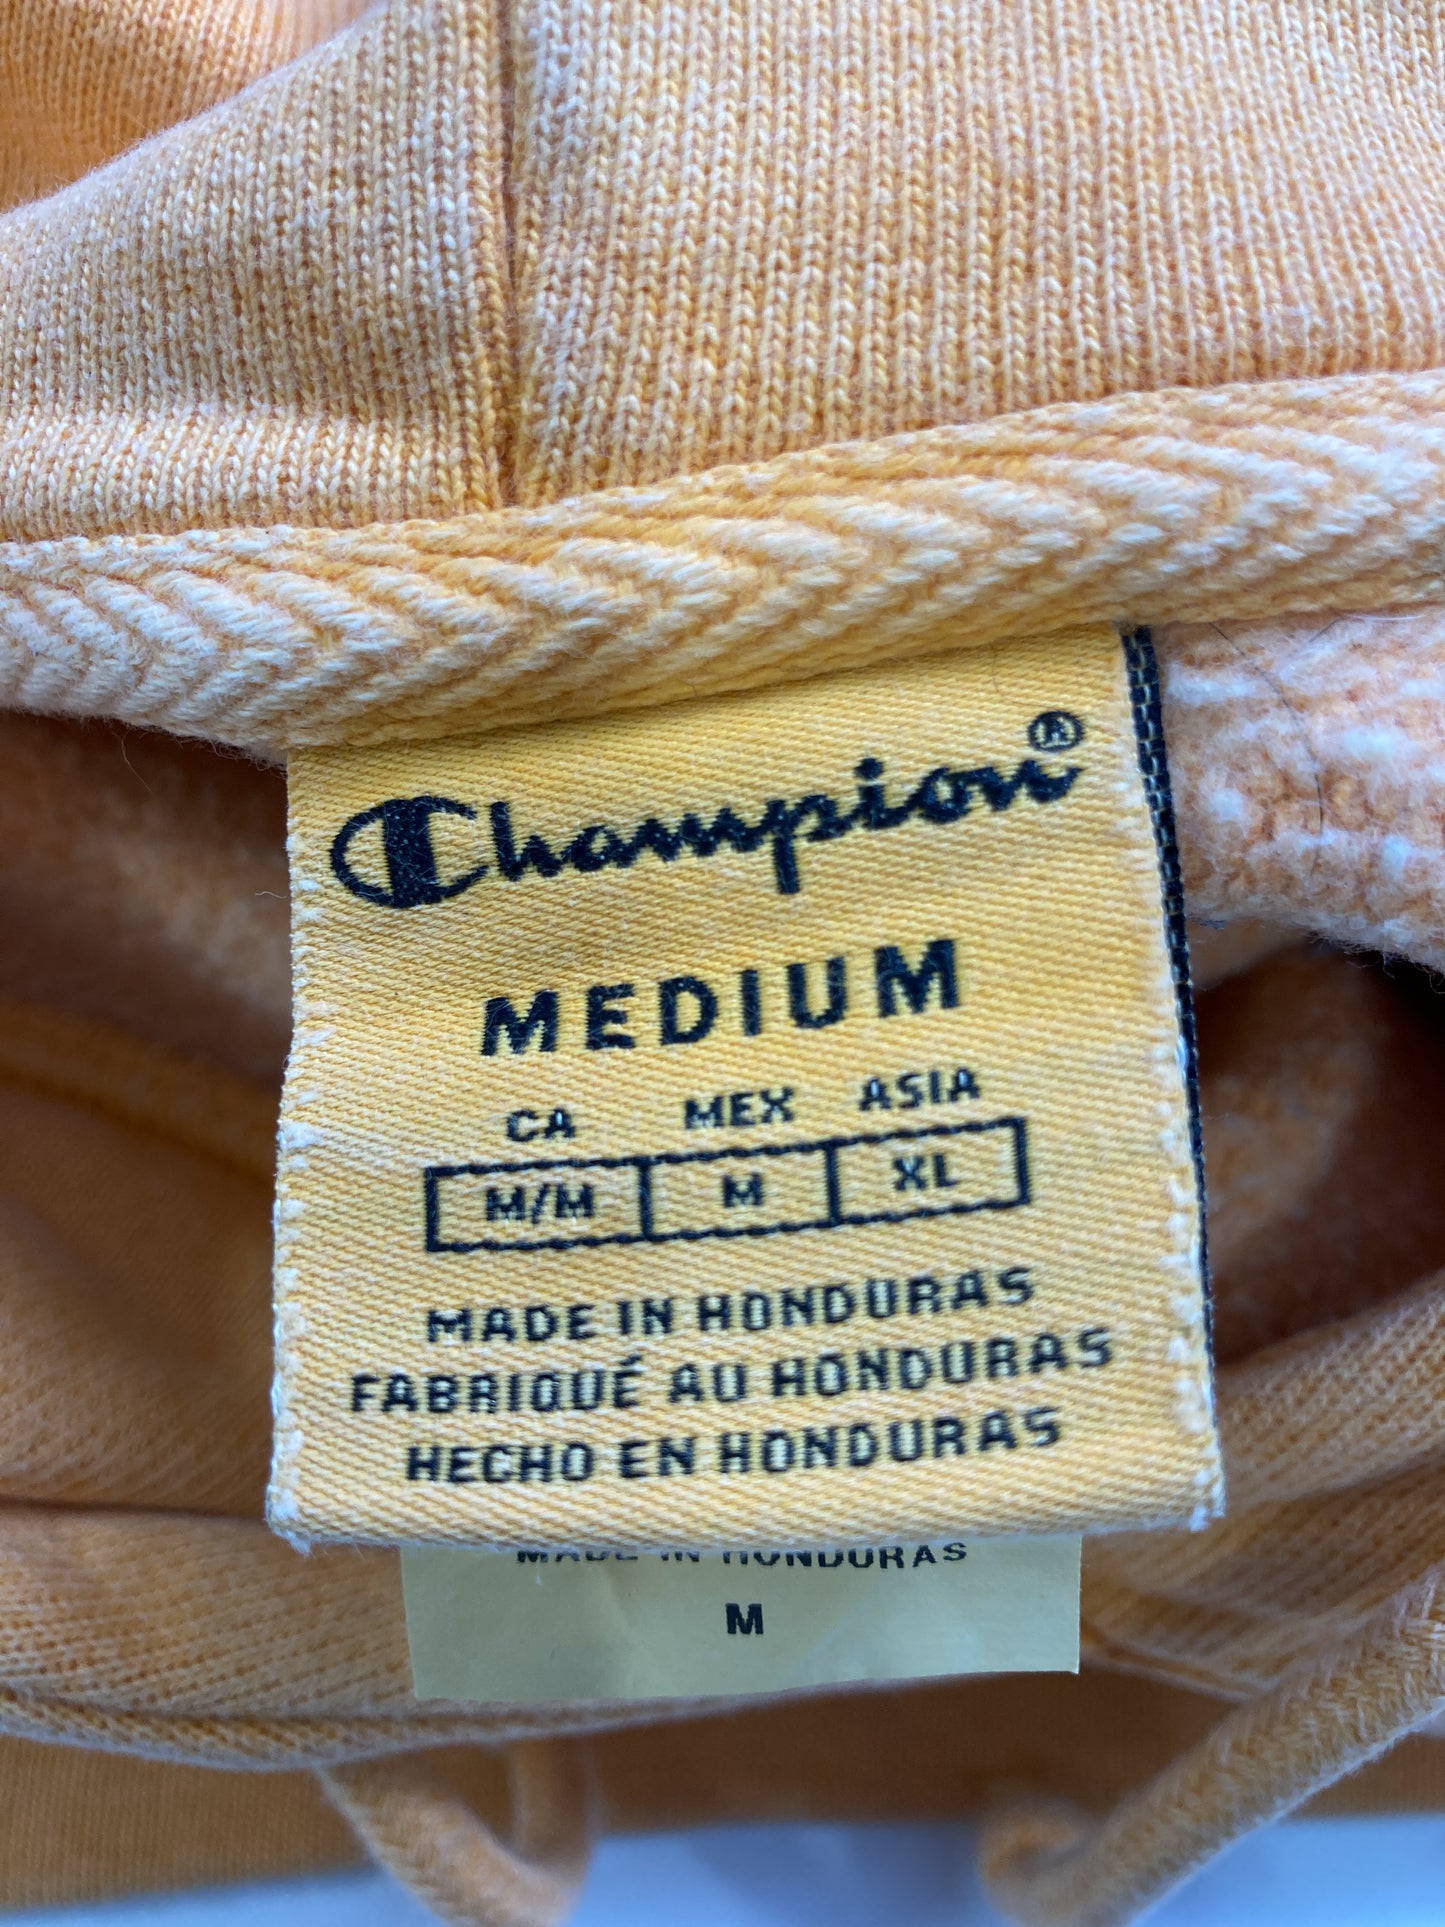 Champion®
MEDIUM
CA MEX ASIA
M/M M XL
MADE IN HONDURAS
FABRIQUÉ AU HONDURAS
HECHO EN HONDURAS
MADE IN HONDURAS
M